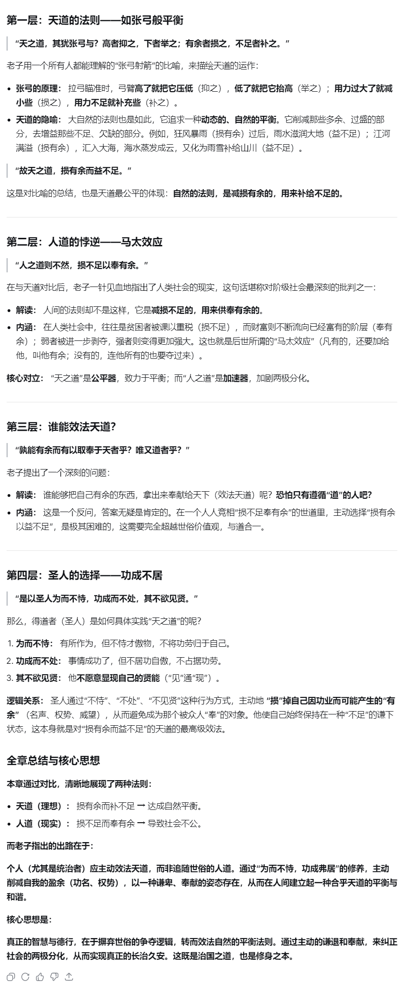 第一层：天道的法则——如张弓般平衡
“天之道，其犹张弓与？高者抑之，下者举之；有余者损之，不足者补之。”
老子用一个所有人都能理解的“张弓射箭”的比喻，来描绘天道的运作：
• 张弓的原理： 拉弓瞄准时，弓臂高了就把它压低（抑之），低了就把它抬高（举之）；用力过大了就减
小些（损之），用力不足就补充些（补之）。
• 天道的隐喻： 大自然的法则也是如此，它追求一种动态的、自然的平衡。它削减那些多余、过盛的部
分，去增益那些不足、欠缺的部分。例如，狂风暴雨（损有余）过后，雨水滋润大地（益不足）；江河
满溢（损有余），汇入大海，海水蒸发成云，又化为雨雪补给山川（益不足）。
“故天之道，损有余而益不足。”
这是对比喻的总结，也是天道最公平的体现：自然的法则，是减损有余的，用来补给不足的。
第二层：人道的悖逆——马太效应
“人之道则不然，损不足以奉有余。”
在与天道对比后，老子一针见血地指出了人类社会的现实，这句话堪称对阶级社会最深刻的批判之一：
• 解读： 人间的法则却不是这样，它是减损不足的，用来供奉有余的。
• 内涵： 在人类社会中，往往是贫困者被课以重税（损不足），而财富则不断流向已经富有的阶层（奉有
余）；弱者被进一步剥夺，强者则变得更加强大。这也就是后世所谓的“马太效应”（凡有的，还要加给
他，叫他有余；没有的，连他所有的也要夺过来）。
核心对立： “天之道”是公平器，致力于平衡；而“人之道”是加速器，加剧两极分化。
第三层：谁能效法天道？
“孰能有余而有以取奉于天者乎？唯又道者乎？”
老子提出了一个深刻的问题：
• 解读： 谁能够把自己有余的东西，拿出来奉献给天下（效法天道）呢？恐怕只有遵循“道”的人吧？
• 内涵： 这是一个反问，答案无疑是肯定的。在一个人人竞相“损不足奉有余”的世道里，主动选择“损有余
以益不足”，是极其困难的，这需要完全超越世俗价值观，与道合一。
第四层：圣人的选择——功成不居
“是以圣人为而不恃，功成而不处，其不欲见贤。”
那么，得道者（圣人）是如何具体实践“天之道”的呢？
1. 为而不恃： 有所作为，但不恃才傲物，不将功劳归于自己。
2. 功成而不处： 事情成功了，但不居功自傲，不占据功劳。
3. 其不欲见贤： 他不愿意显现自己的贤能（“见”通“现”）。
逻辑关系： 圣人通过“不恃”、“不处”、“不见贤”这种行为方式，主动地 “损”掉自己因功业而可能产生的“有
余” （名声、权势、威望），从而避免成为那个被众人“奉”的对象。他使自己始终保持在一种“不足”的谦下
状态，这本身就是对“损有余而益不足”的天道的最高级效法。
全章总结与核心思想
本章通过对比，清晰地展现了两种法则：
• 天道（理想）： 损有余而补不足 → 达成自然平衡。
• 人道（现实）： 损不足而奉有余 → 导致社会不公。
而老子指出的出路在于：
个人（尤其是统治者）应主动效法天道，而非追随世俗的人道。通过“为而不恃，功成弗居”的修养，主动
削减自我的盈余（功名、权势），以一种谦卑、奉献的姿态存在，从而在人间建立起一种合乎天道的平衡与
和谐。
核心思想是：
真正的智慧与德行，在于摒弃世俗的争夺逻辑，转而效法自然的平衡法则。通过主动的谦退和奉献，来纠正
社会的两极分化，从而实现真正的长治久安。这既是治国之道，也是修身之本。